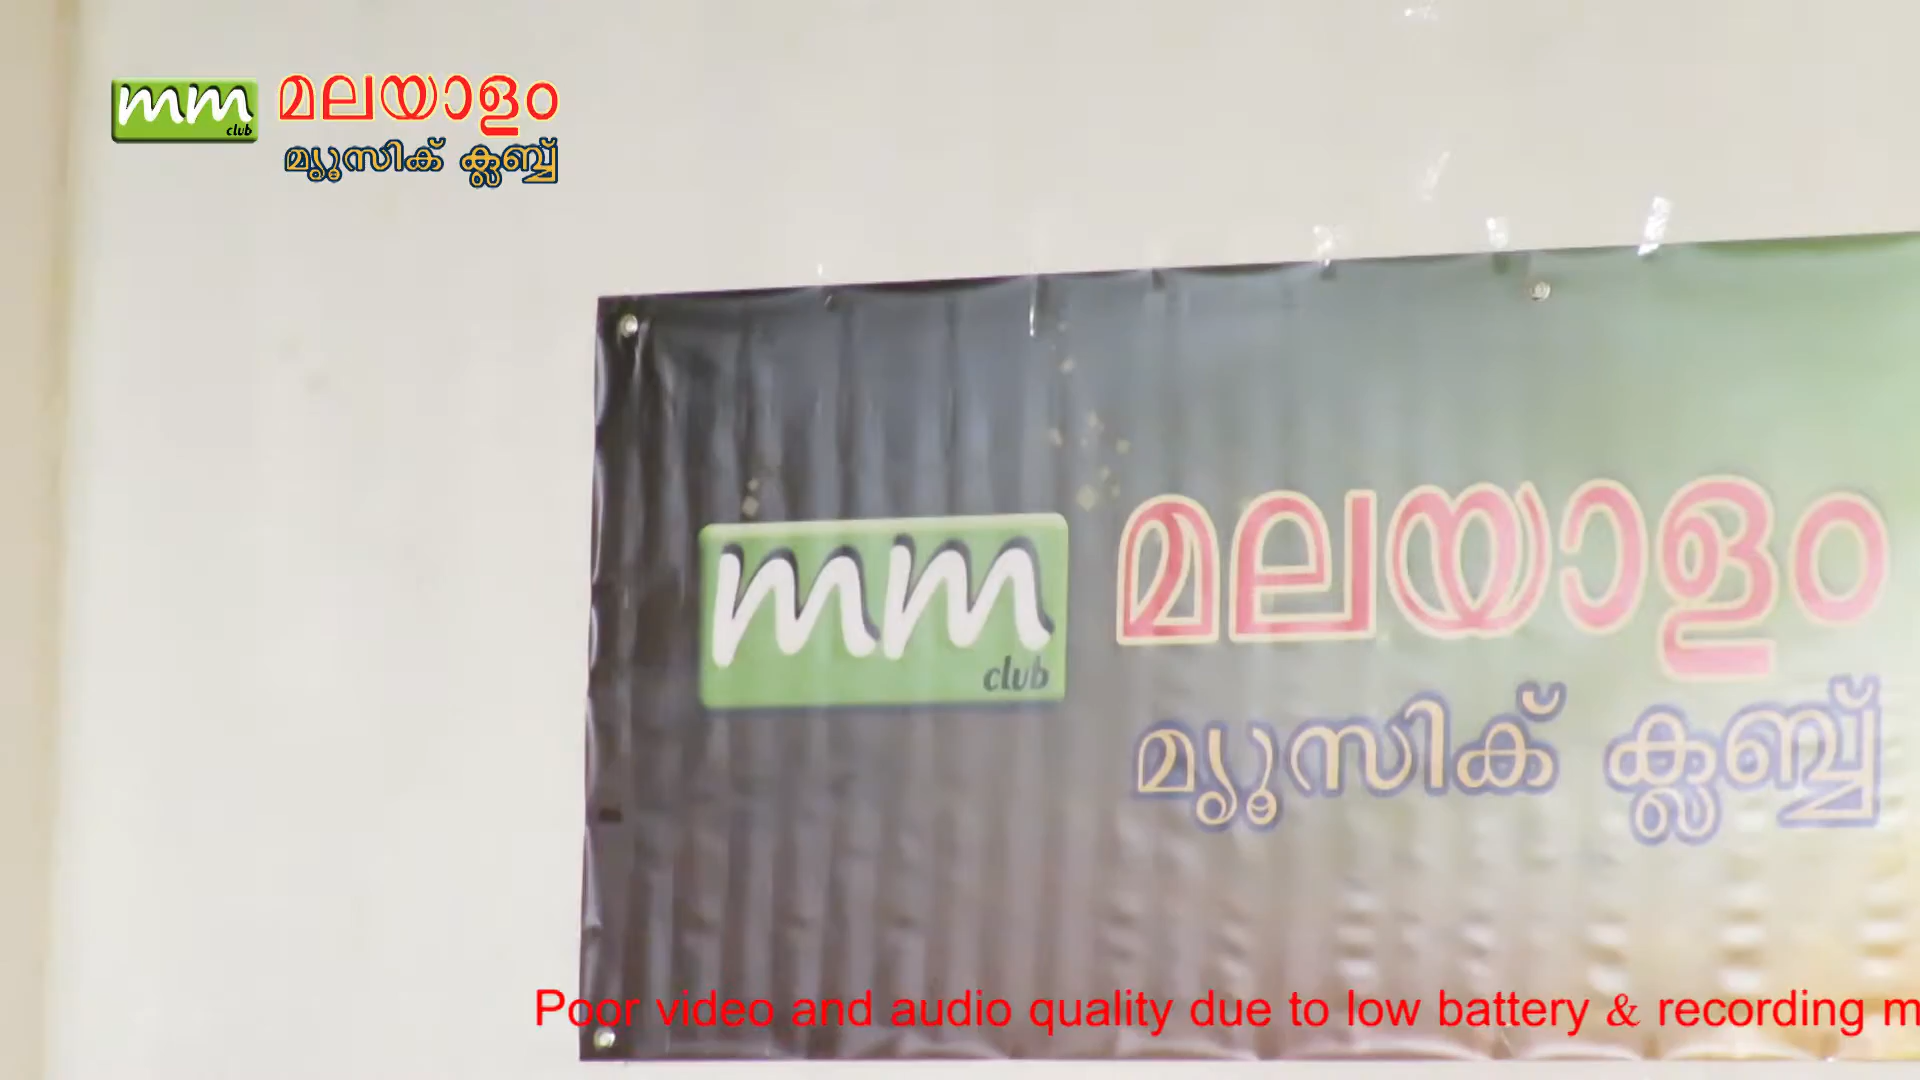 mm club മലയാളം
മ്യൂസിക് ക്ലബ്ബ്
mm club മലയാളം
മ്യൂസിക് ക്ലബ്ബ്
Poor video and audio quality due to low battery & recording